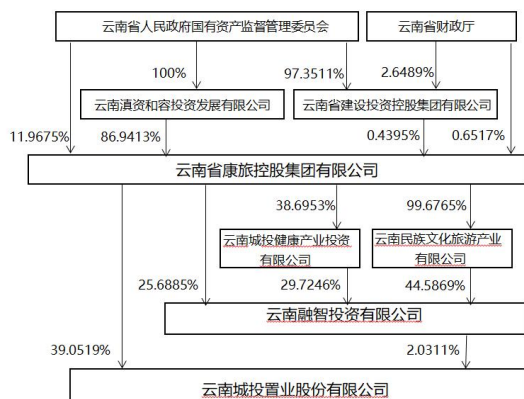 云南省人民政府国有资产监督管理委员会
云南省财政厅
100%
97.3511%
2.6489%
云南滇资和容投资发展有限公司
云南省建设投资控股集团有限公司
11.9675%
86.9413%
0.4395%
0.6517%
云南省康旅控股集团有限公司
38.6953%
99.6765%
云南城投健康产业投资
有限公司
云南民族文化旅游产业
有限公司
25.6885%
29.7246%
44.5869%
云南融智投资有限公司
39.0519%
2.0311%
云南城投置业股份有限公司